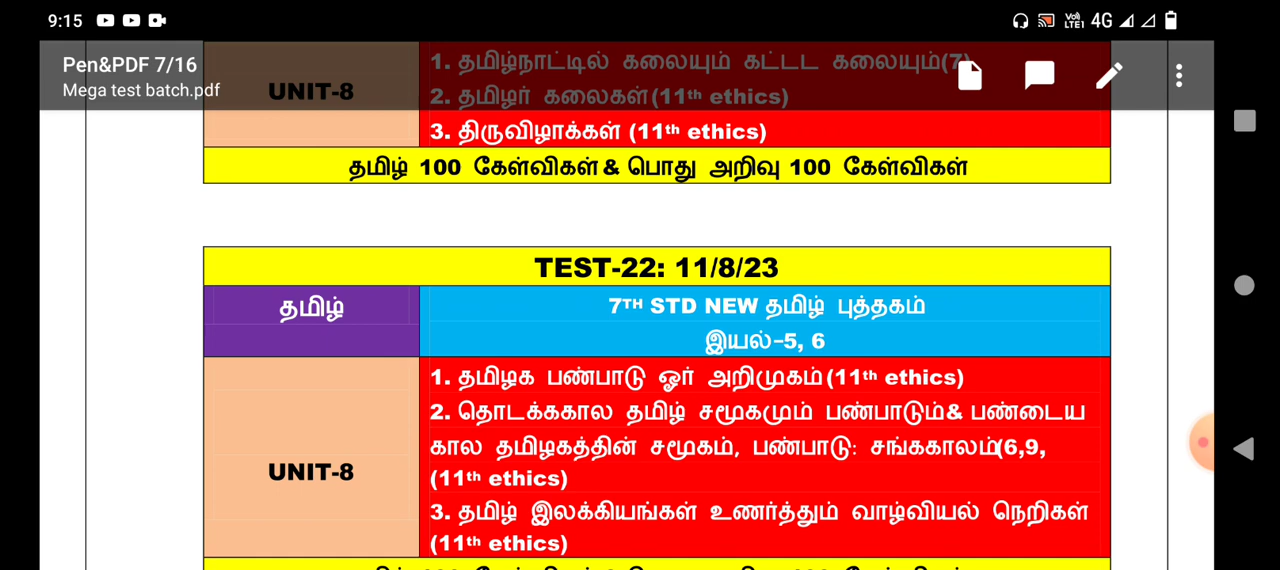 9:15
VoD LTE1 4G
Pen&PDF 7/16
Mega test batch.pdf
UNIT-8
1. தமிழ்நாட்டில் கலையும் கட்டட கலையும்(7)
2. தமிழர் கலைகள்(11th ethics)
3. திருவிழாக்கள் (11th ethics)
தமிழ் 100 கேள்விகள்& பொது அறிவு 100 கேள்விகள்
TEST-22: 11/8/23
தமிழ்
7TH STD NEW தமிழ் புத்தகம்
இயல்-5, 6
UNIT-8
1. தமிழக பண்பாடு ஓர் அறிமுகம்(11th ethics)
2. தொடக்ககால தமிழ் சமூகமும் பண்பாடும்& பண்டைய
கால தமிழகத்தின் சமூகம், பண்பாடு: சங்ககாலம்(6,9,
(11th ethics)
3. தமிழ் இலக்கியங்கள் உணர்த்தும் வாழ்வியல் நெறிகள்
(11th ethics)